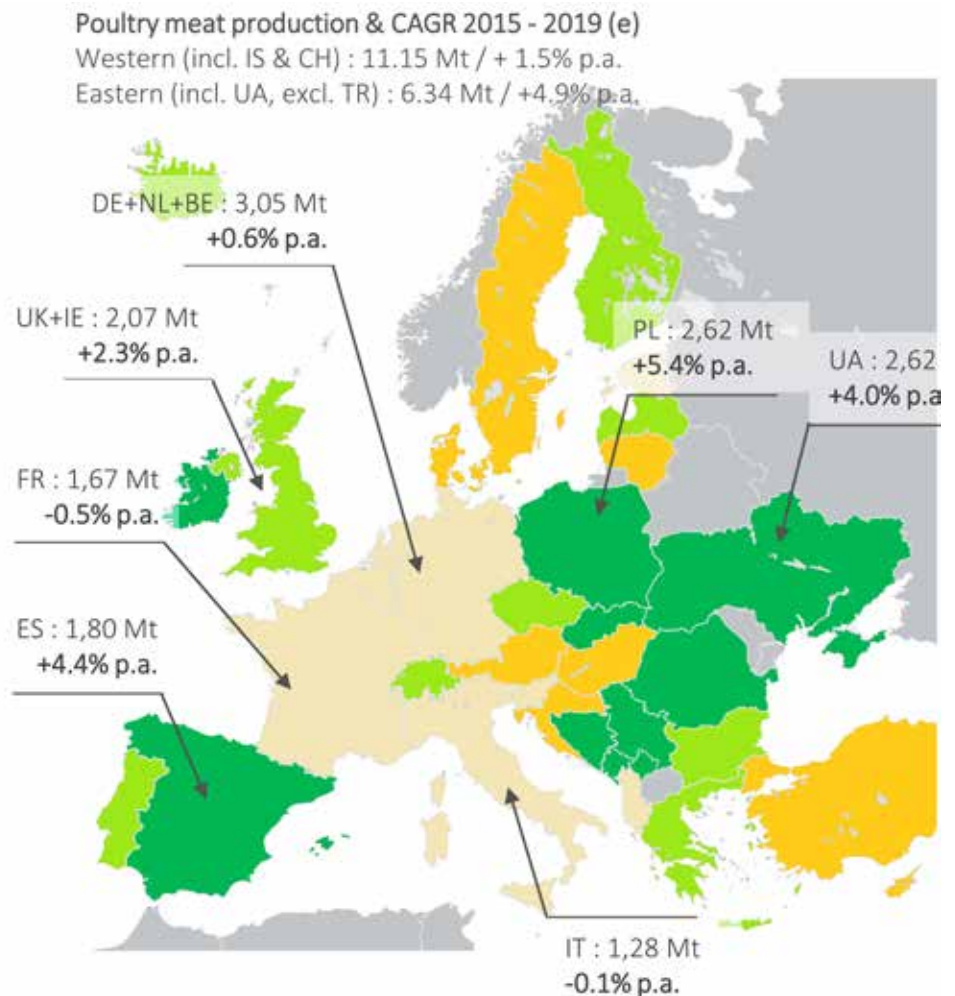 Poultry meat production & CAGR 2015 - 2019 (e)
Western (incl. IS & CH) : 11.15 Mt / + 1.5% p.a.
Eastern (incl. UA, excl. TR) : 6.34 Mt / +4.9% p.a.
DE+NL+BE : 3,05 Mt
+0.6% p.a.
UK+IE : 2,07 Mt
+2.3% p.a.
PL : 2,62 Mt
+5.4% p.a.
UA : 2,62
+4.0% p.a
FR : 1,67 Mt
-0.5% p.a.
ES : 1,80 Mt
+4.4% p.a.
IT : 1,28 Mt
-0.1% p.a.